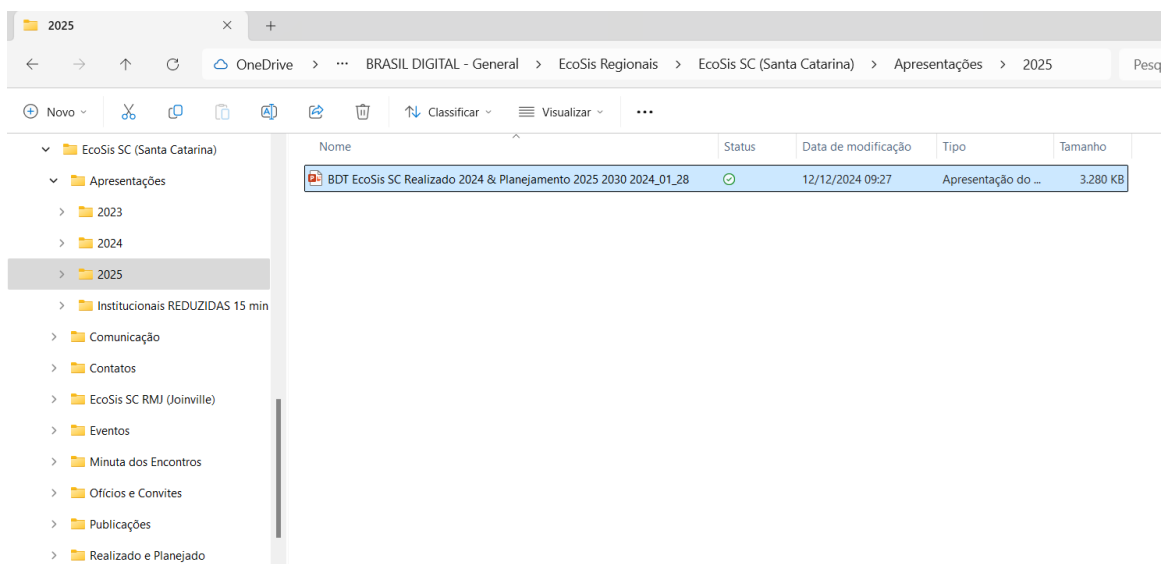 2025
OneDrive > ··· BRASIL DIGITAL - General > EcoSis Regionais > EcoSis SC (Santa Catarina) > Apresentações > 2025 Pesq
Novo Classificar Visualizar ···
EcoSis SC (Santa Catarina)
Apresentações
2023
2024
2025
Institucionais REDUZIDAS 15 min
Comunicação
Contatos
EcoSis SC RMJ (Joinville)
Eventos
Minuta dos Encontros
Ofícios e Convites
Publicações
Realizado e Planejado
Nome Status Data de modificação Tipo Tamanho
BDT EcoSis SC Realizado 2024 & Planejamento 2025 2030 2024_01_28 12/12/2024 09:27 Apresentação do ... 3.280 KB